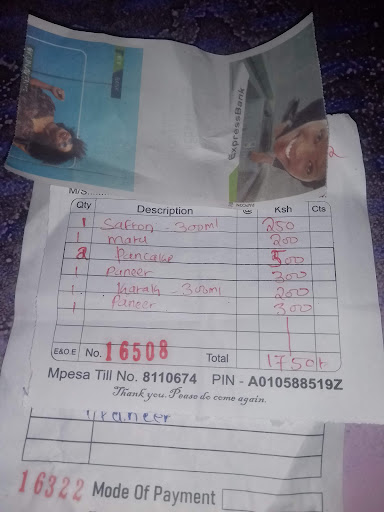 ExpressBank
M/S.......
Qty Description @ Ksh Cts
1 Saffron - 300ml 250
1 Maru 200
2 Pancake 500
1 Paneer 300
1 Karak - 300ml 200
1 Paneer 300
E&O.E No. 16508 Total 1750/=
Mpesa Till No. 8110674 PIN - A010588519Z
Thank you. Please do come again.
Paneer
16322 Mode Of Payment